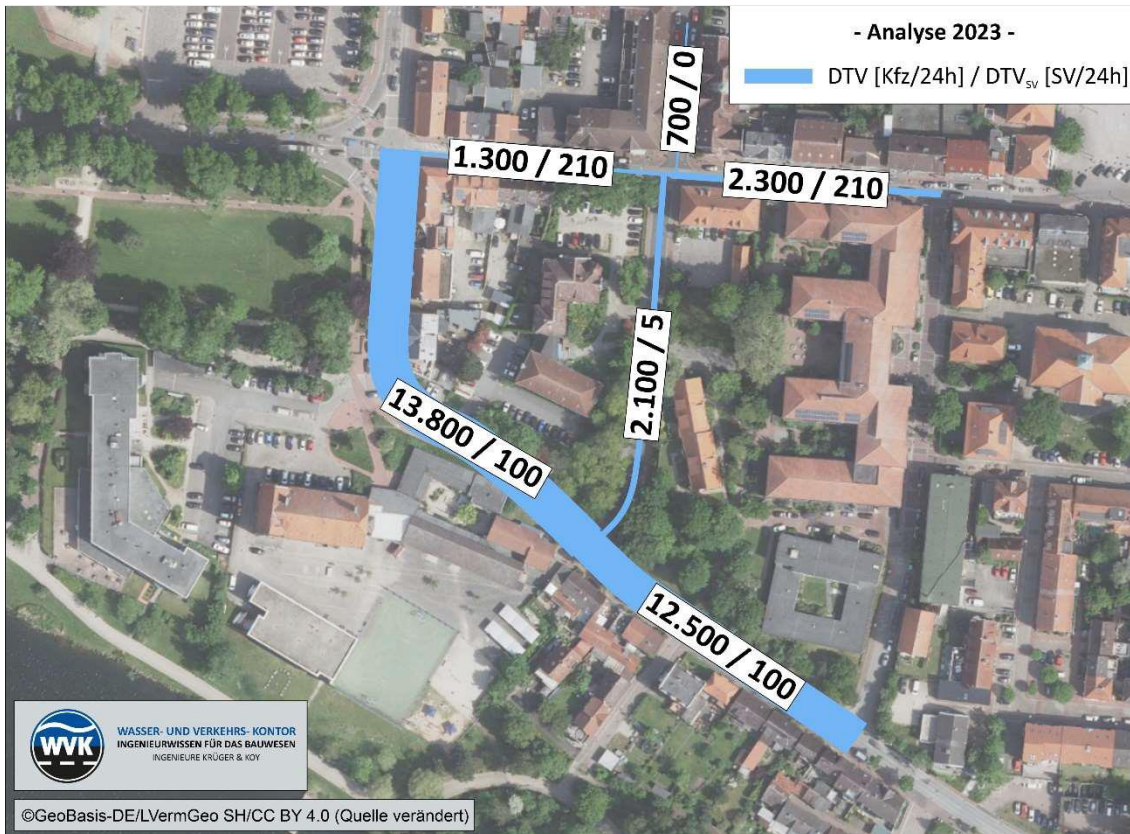 - Analyse 2023 -
DTV [Kfz/24h] / DTVSV [SV/24h]
700 / 0
1.300 / 210
2.300 / 210
2.100 / 5
13.800 / 100
12.500 / 100
WVK
WASSER- UND VERKEHRS- KONTOR
INGENIEURWISSEN FÜR DAS BAUWESEN
INGENIEURE KRÜGER & KOY
©GeoBasis-DE/LVermGeo SH/CC BY 4.0 (Quelle verändert)